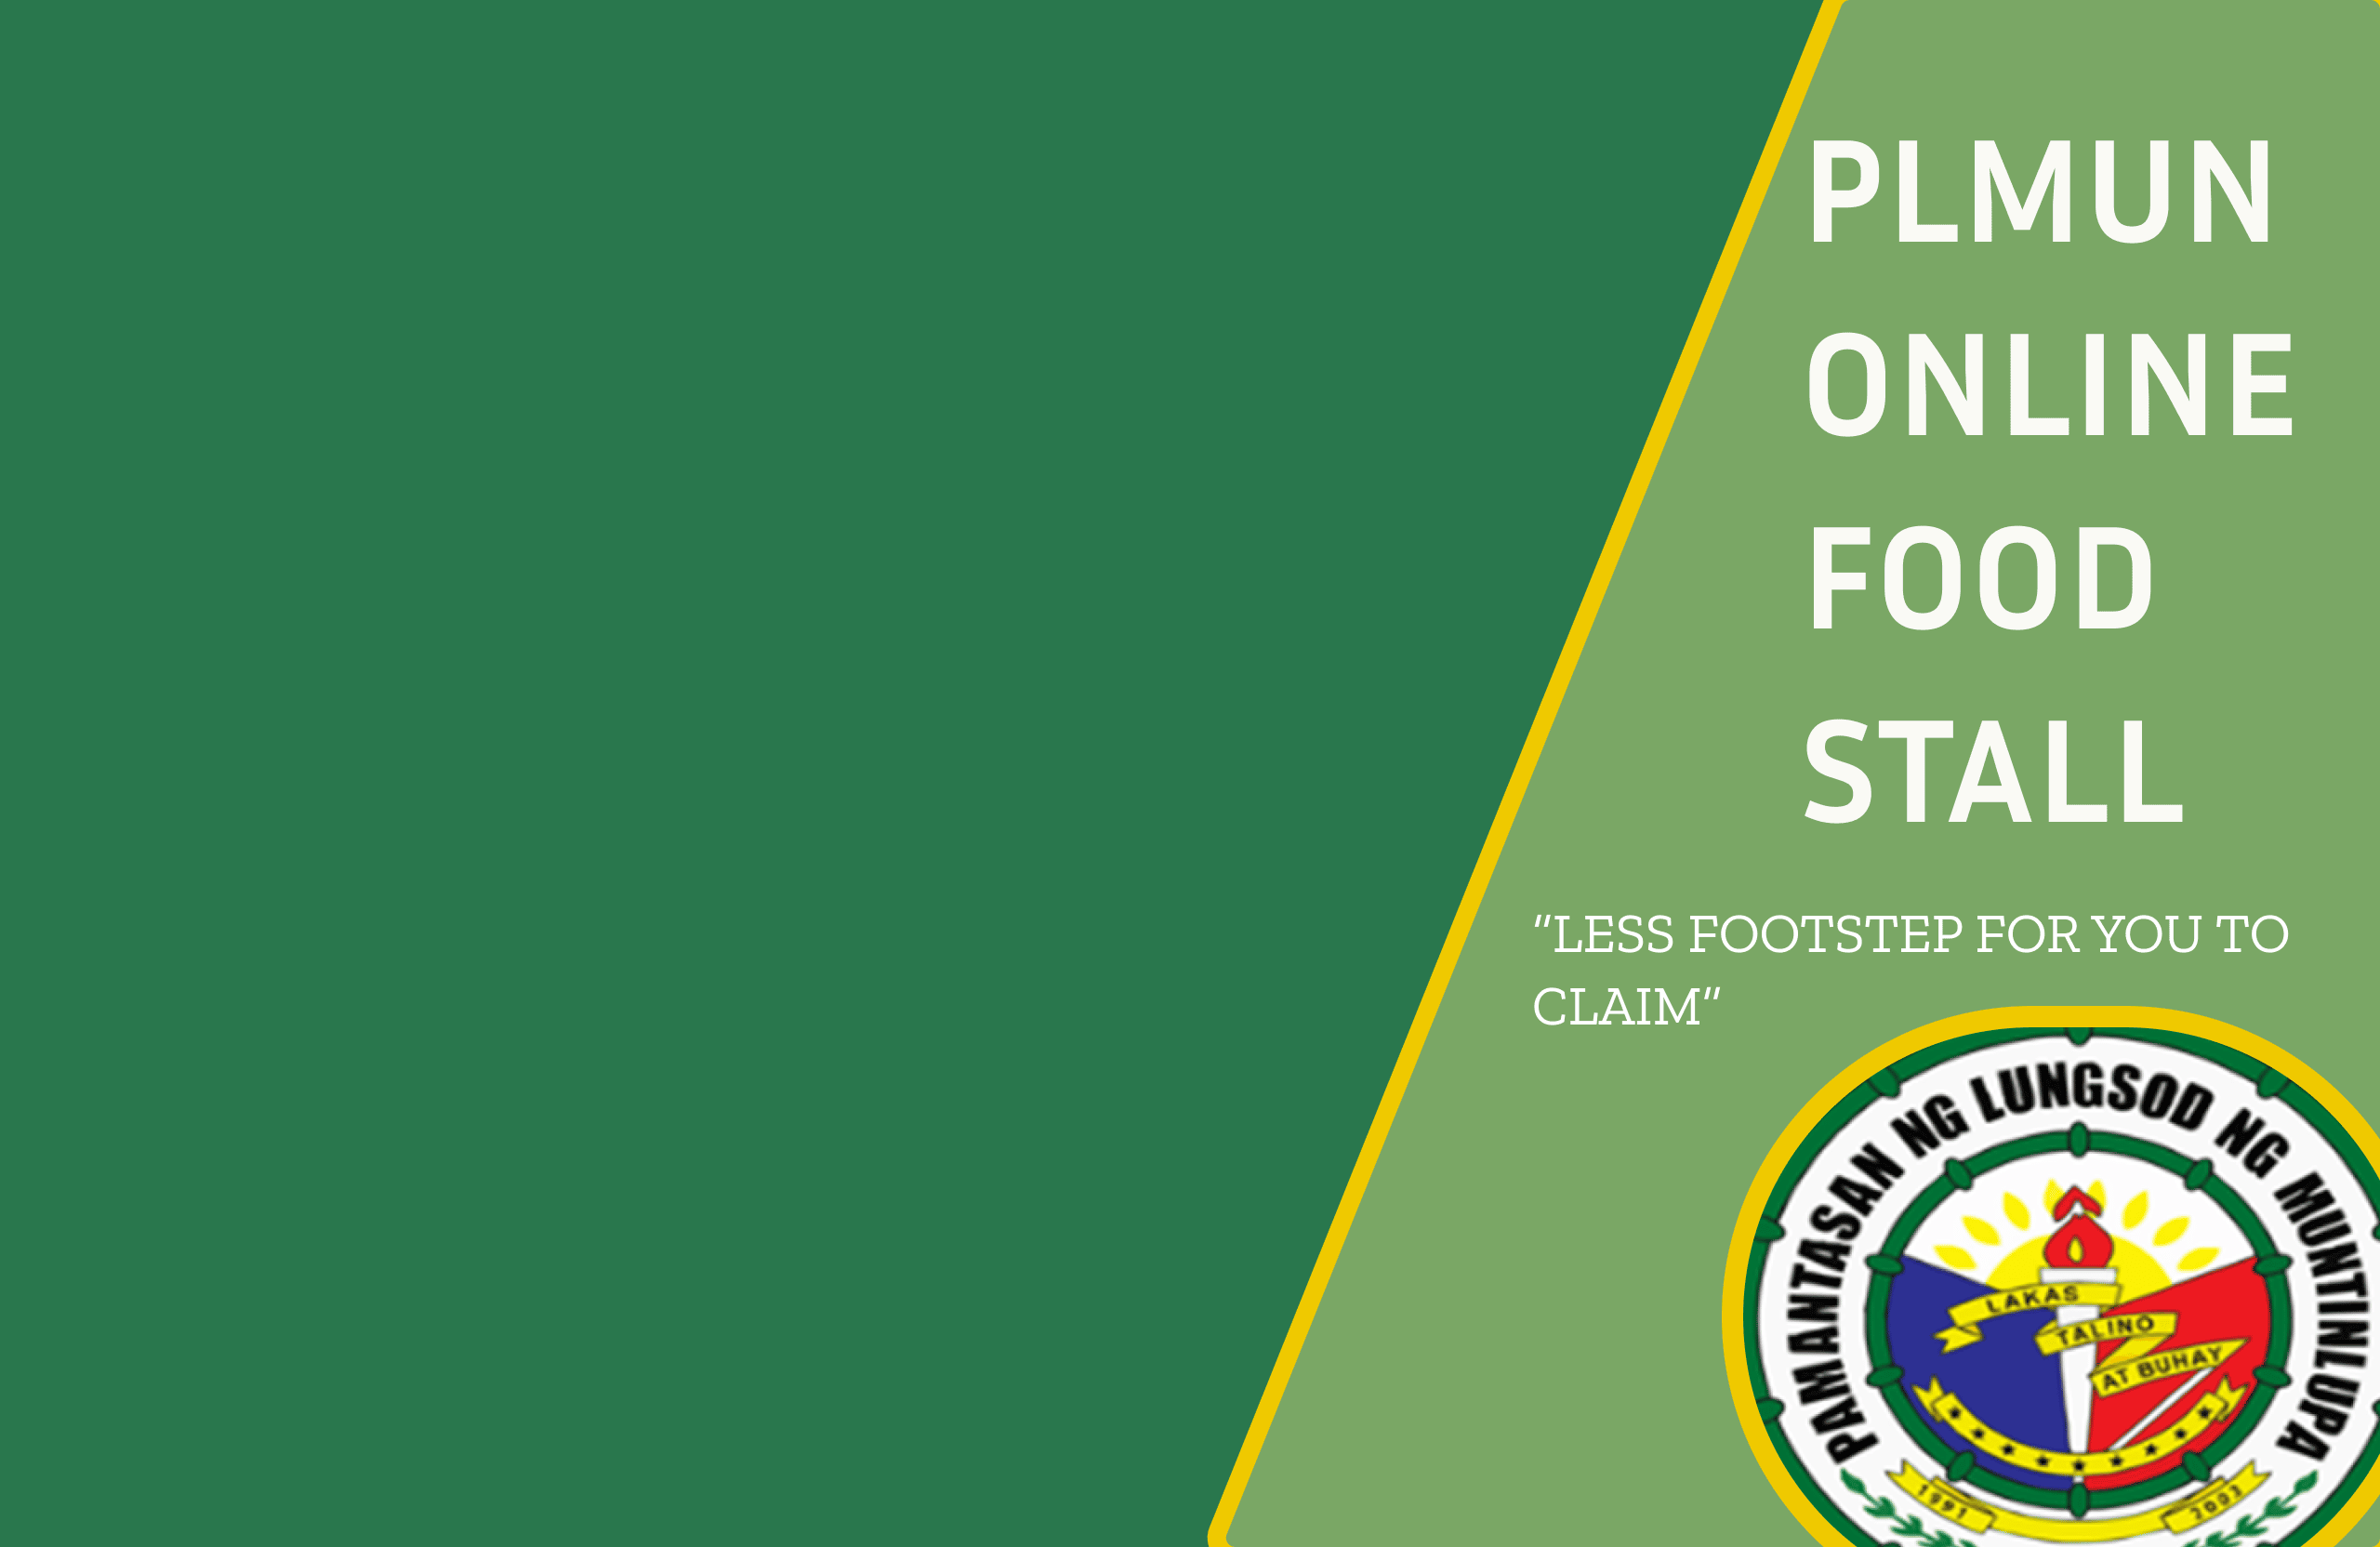 PLMUN
ONLINE
FOOD
STALL
"LESS FOOTSTEP FOR YOU TO
CLAIM"
PAMANTASAN NG LUNGSOD NG MUNTINLUPA
LAKAS
TALINO
AT BUHAY
1991
2003